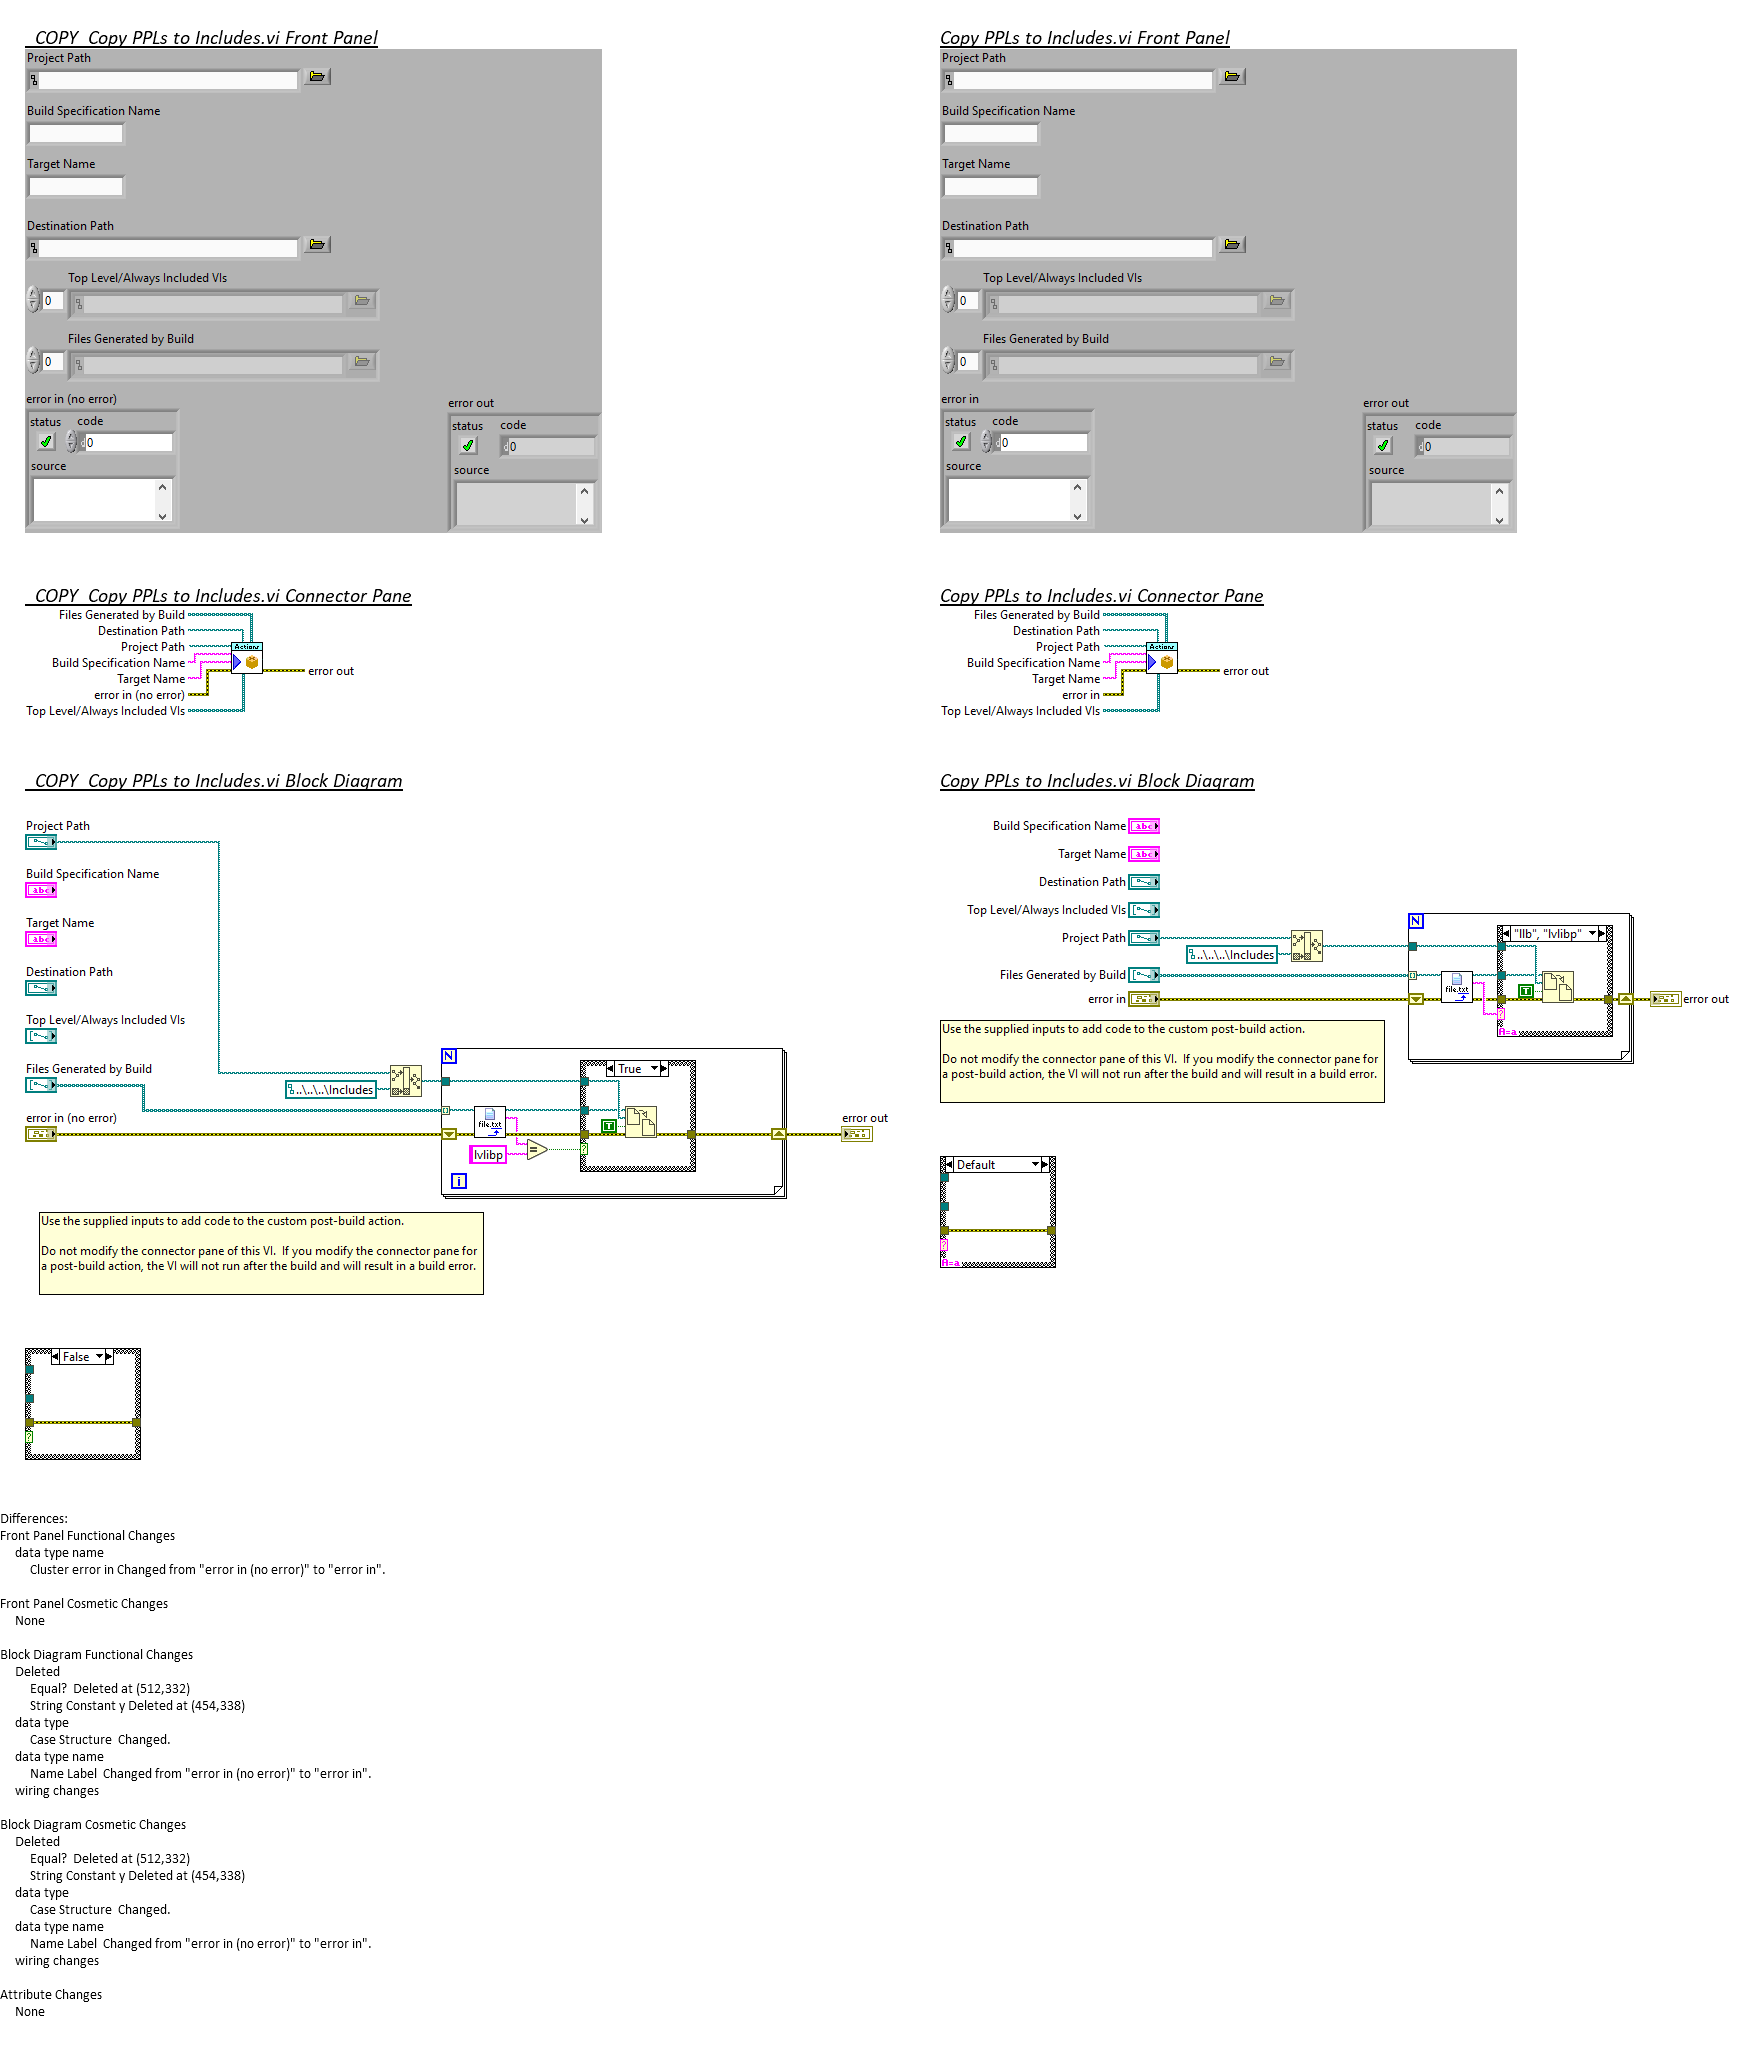 _COPY_Copy PPLs to Includes.vi Front Panel
Project Path
Build Specification Name
Target Name
Destination Path
Top Level/Always Included VIs
0
Files Generated by Build
0
error in (no error)
status code
0
source
error out
status code
0
source
Copy PPLs to Includes.vi Front Panel
Project Path
Build Specification Name
Target Name
Destination Path
Top Level/Always Included VIs
0
Files Generated by Build
0
error in
status code
0
source
error out
status code
0
source
_COPY_Copy PPLs to Includes.vi Connector Pane
Files Generated by Build
Destination Path
Project Path
Build Specification Name
Target Name
error in (no error)
Top Level/Always Included VIs
Actions
error out
Copy PPLs to Includes.vi Connector Pane
Files Generated by Build
Destination Path
Project Path
Build Specification Name
Target Name
error in
Top Level/Always Included VIs
Actions
error out
_COPY_Copy PPLs to Includes.vi Block Diagram
Project Path
Build Specification Name
abc
Target Name
abc
Destination Path
Top Level/Always Included VIs
Files Generated by Build
error in (no error)
..\..\..\Includes
N
True
file.txt
T
lvlibp
=
?
i
error out
Use the supplied inputs to add code to the custom post-build action.
Do not modify the connector pane of this VI.  If you modify the connector pane for
a post-build action, the VI will not run after the build and will result in a build error.
False
?
Copy PPLs to Includes.vi Block Diagram
Build Specification Name abc
Target Name abc
Destination Path
Top Level/Always Included VIs
Project Path
..\..\..\Includes
Files Generated by Build
error in
N
"llb", "lvlibp"
file.txt
T
?
A=a
error out
Use the supplied inputs to add code to the custom post-build action.
Do not modify the connector pane of this VI.  If you modify the connector pane for
a post-build action, the VI will not run after the build and will result in a build error.
Default
?
A=a
Differences:
Front Panel Functional Changes
data type name
Cluster error in Changed from "error in (no error)" to "error in".
Front Panel Cosmetic Changes
None
Block Diagram Functional Changes
Deleted
Equal?  Deleted at (512,332)
String Constant y Deleted at (454,338)
data type
Case Structure  Changed.
data type name
Name Label  Changed from "error in (no error)" to "error in".
wiring changes
Block Diagram Cosmetic Changes
Deleted
Equal?  Deleted at (512,332)
String Constant y Deleted at (454,338)
data type
Case Structure  Changed.
data type name
Name Label  Changed from "error in (no error)" to "error in".
wiring changes
Attribute Changes
None